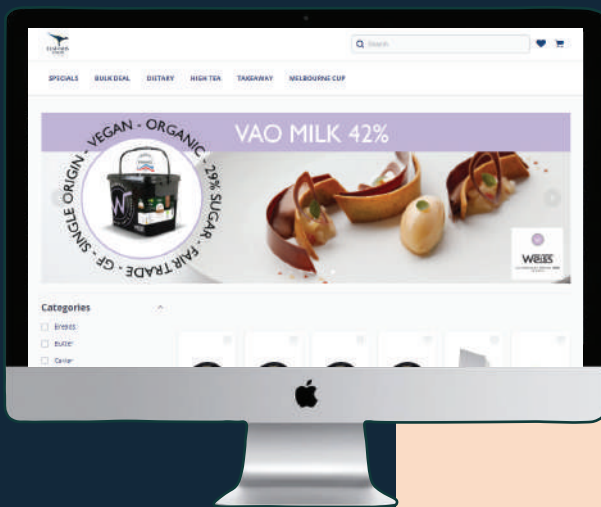 Search
SPECIALS BULK DEAL DIETARY HIGH TEA TAKEAWAY MELBOURNE CUP
VAO MILK 42%
SINGLE ORIGIN - VEGAN - ORGANIC - 29% SUGAR - FAIR TRADE - GF -
W
WEISS
Categories
Breads
Butter
Caviar